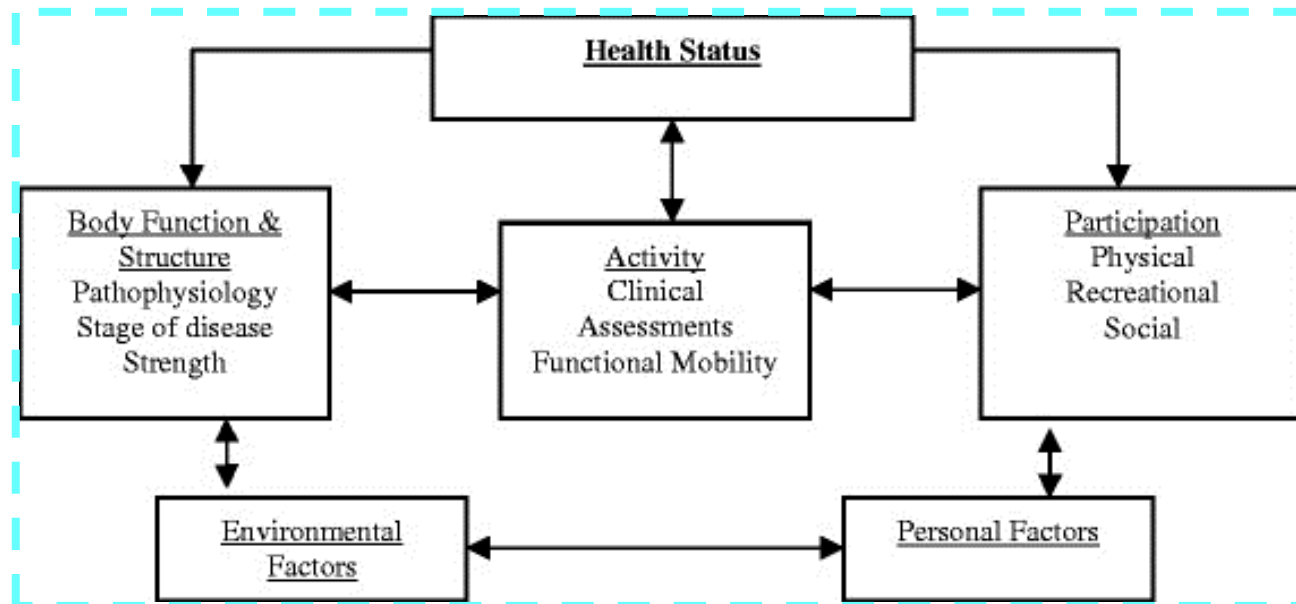 Health Status
Body Function &
Structure
Pathophysiology
Stage of disease
Strength
Activity
Clinical
Assessments
Functional Mobility
Participation
Physical
Recreational
Social
Environmental
Factors
Personal Factors